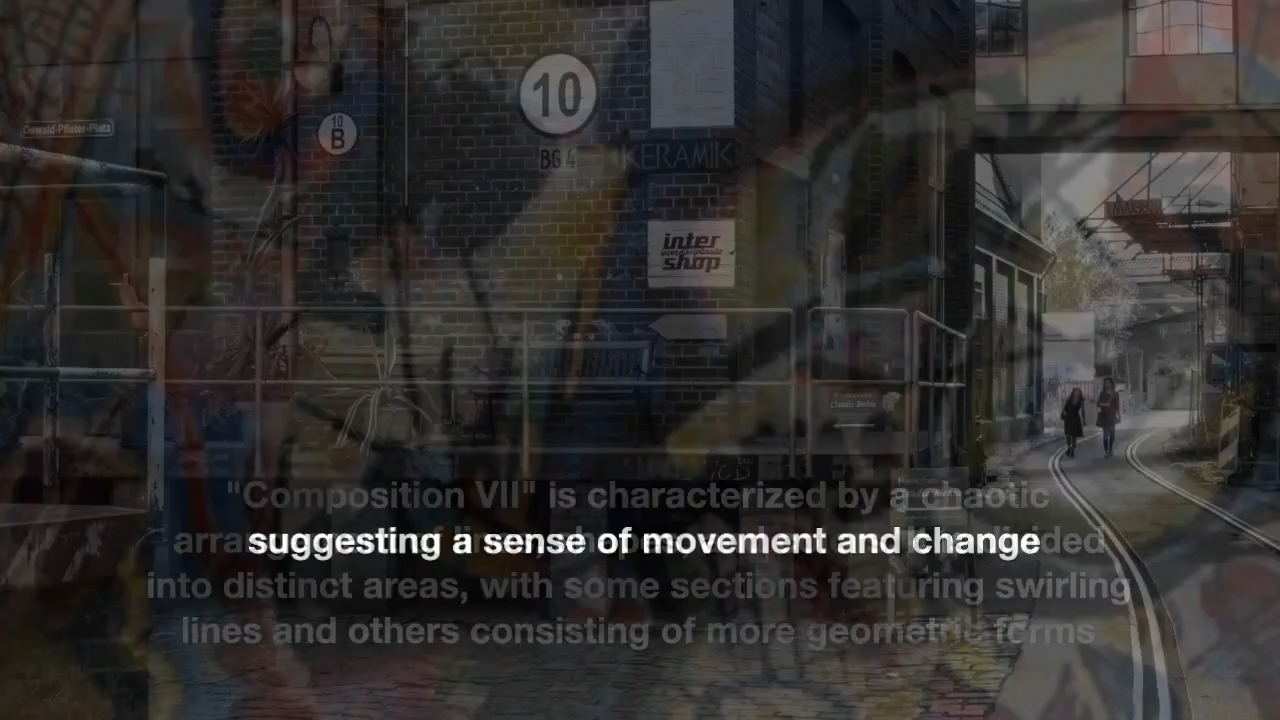 Oswald-Pfister-Platz
10
10
B
BG 4
KERAMIK
inter
shop
"Composition VII" is characterized by a chaotic
suggesting a sense of movement and change
into distinct areas, with some sections featuring swirling
lines and others consisting of more geometric forms